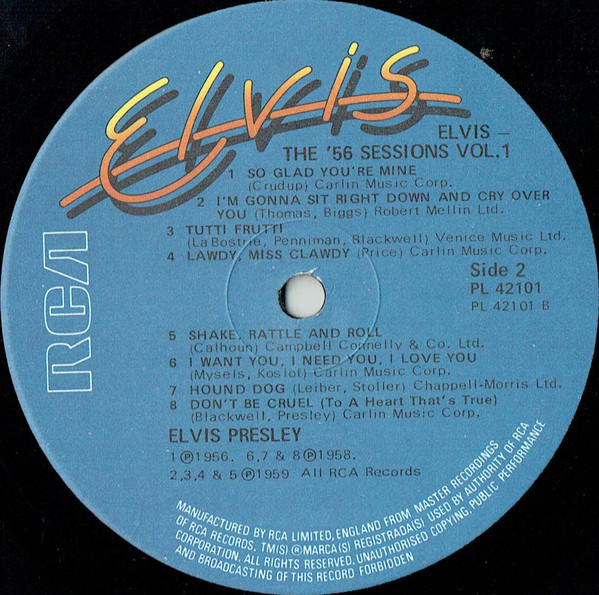 Elvis
ELVIS —
THE '56 SESSIONS VOL.1
1 SO GLAD YOU'RE MINE
(Crudup) Carlin Music Corp.
2 I'M GONNA SIT RIGHT DOWN AND CRY OVER
YOU (Thomas, Biggs) Robert Mellin Ltd.
3 TUTTI FRUTTI
(La Bostrie, Penniman, Blackwell) Venice Music Ltd.
4 LAWDY, MISS CLAWDY (Price) Carlin Music Corp.
Side 2
PL 42101
PL 42101 B
RCA
5 SHAKE, RATTLE AND ROLL
(Calhoun) Campbell Connelly & Co. Ltd.
6 I WANT YOU, I NEED YOU, I LOVE YOU
(Mysels, Koslof) Carlin Music Corp.
7 HOUND DOG (Leiber, Stoller) Chappell-Morris Ltd.
8 DON'T BE CRUEL (To A Heart That's True)
(Blackwell, Presley) Carlin Music Corp.
ELVIS PRESLEY
1 ℗ 1956. 6,7 & 8 ℗ 1958.
2,3,4 & 5 ℗ 1959 All RCA Records
MANUFACTURED BY RCA LIMITED, ENGLAND FROM MASTER RECORDINGS
OF RCA RECORDS. TM(S) ® MARCA(S) REGISTRADA(S) USED BY AUTHORITY OF RCA
CORPORATION. ALL RIGHTS RESERVED. UNAUTHORISED COPYING, PUBLIC PERFORMANCE
AND BROADCASTING OF THIS RECORD FORBIDDEN